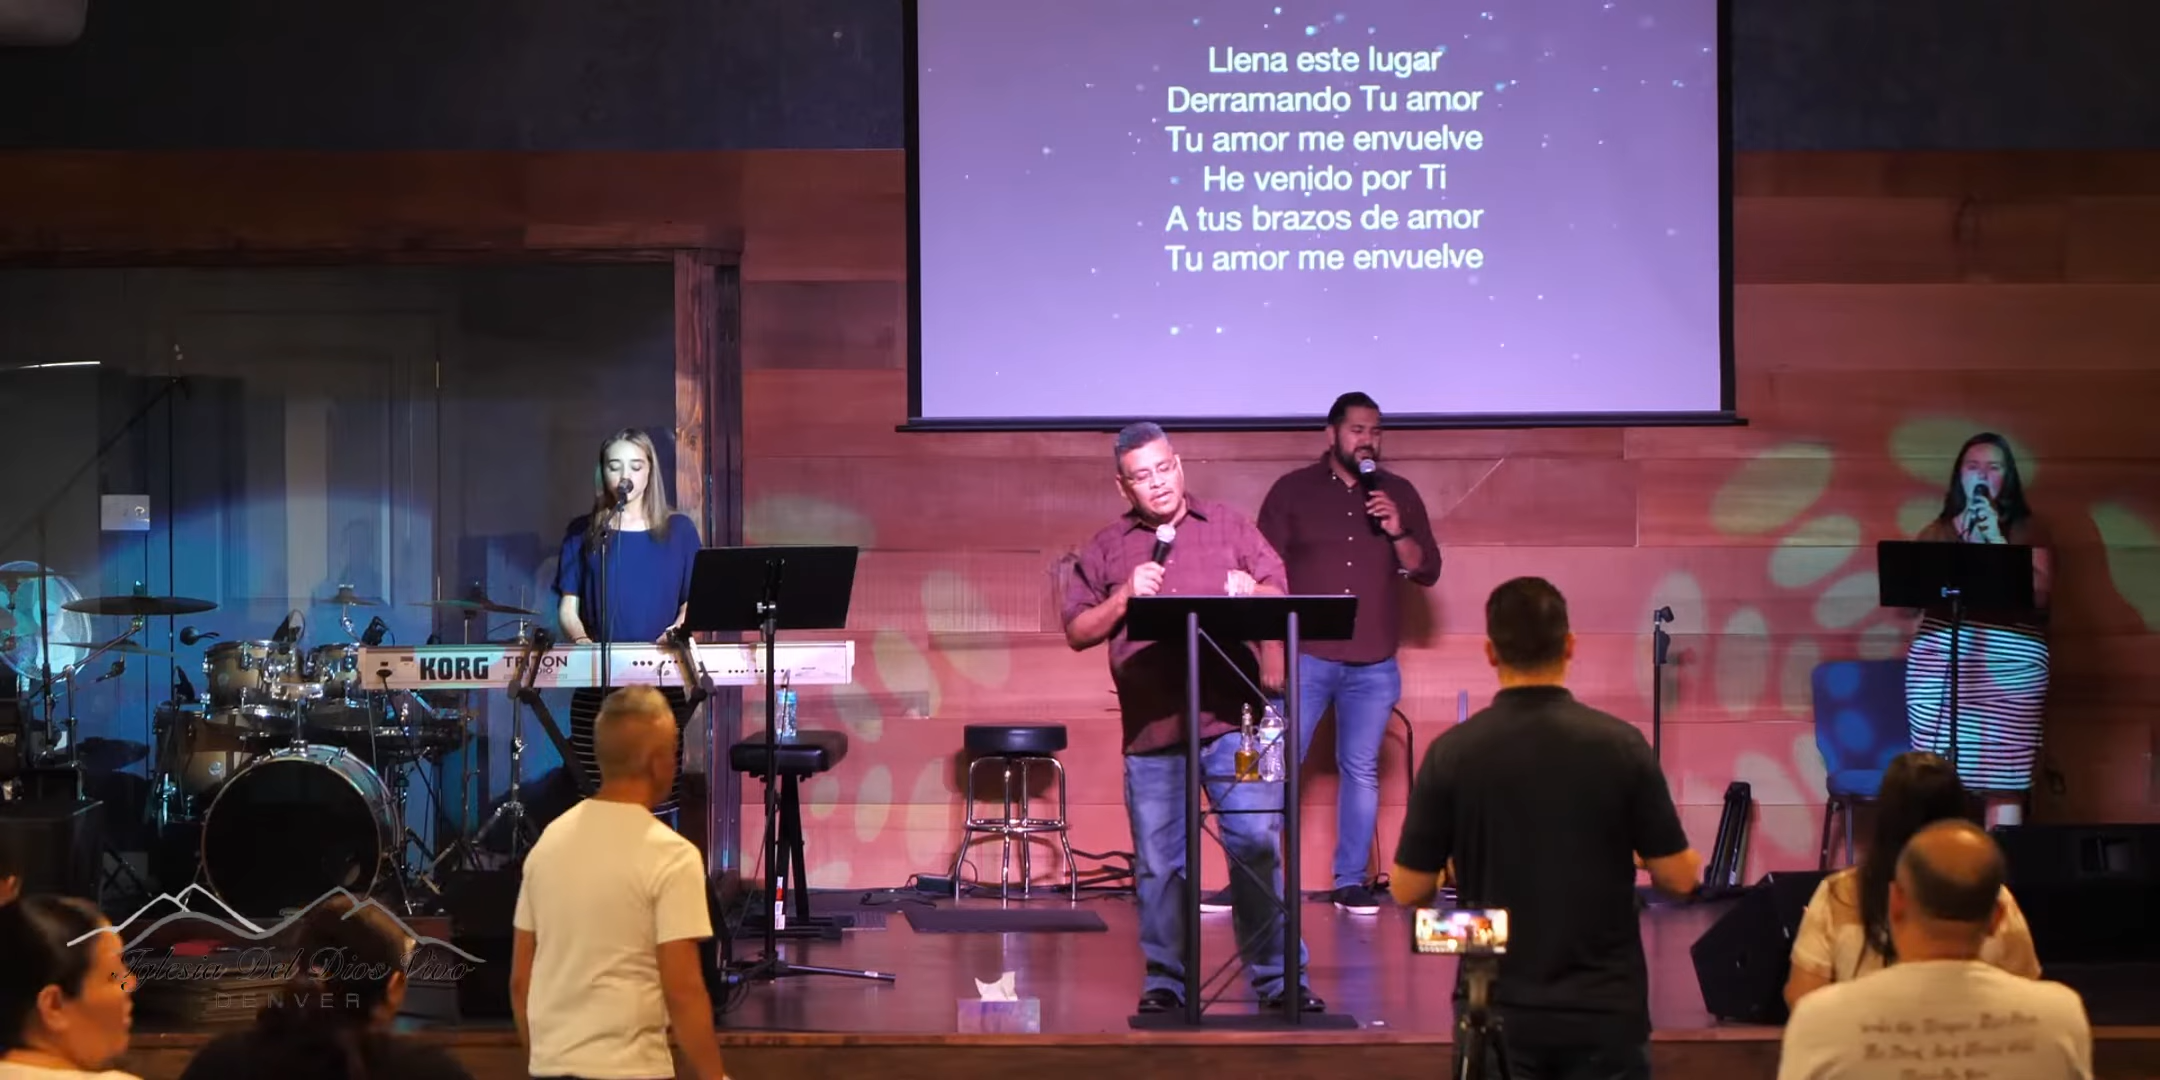 Llena este lugar
Derramando Tu amor
Tu amor me envuelve
He venido por Ti
A tus brazos de amor
Tu amor me envuelve
KORG TRITON
Iglesia Del Dios Vivo
DENVER